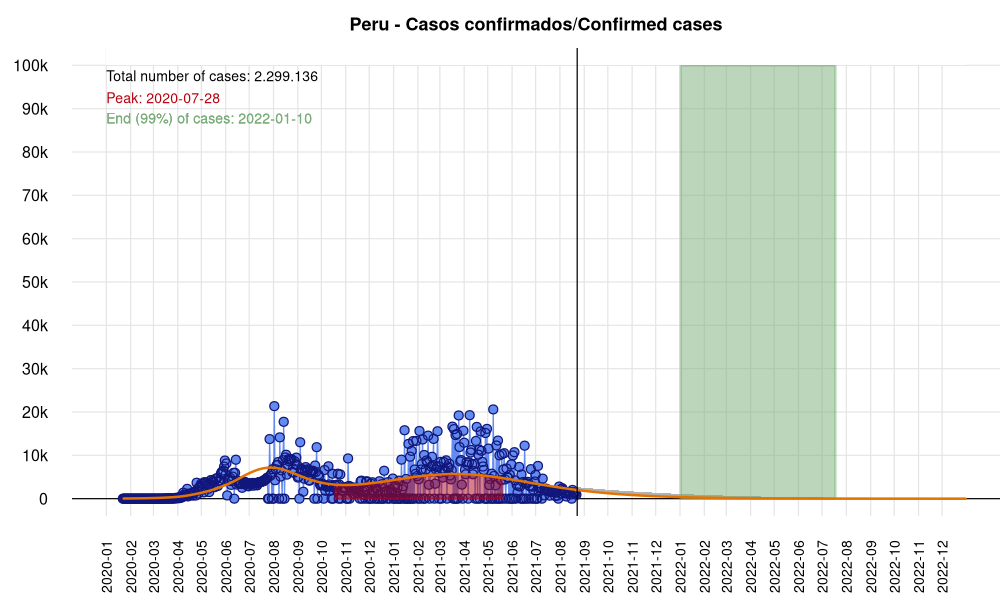 Peru - Casos confirmados/Confirmed cases
Total number of cases: 2.299.136
Peak: 2020-07-28
End (99%) of cases: 2022-01-10
100k
90k
80k
70k
60k
50k
40k
30k
20k
10k
0
2020-01
2020-02
2020-03
2020-04
2020-05
2020-06
2020-07
2020-08
2020-09
2020-10
2020-11
2020-12
2021-01
2021-02
2021-03
2021-04
2021-05
2021-06
2021-07
2021-08
2021-09
2021-10
2021-11
2021-12
2022-01
2022-02
2022-03
2022-04
2022-05
2022-06
2022-07
2022-08
2022-09
2022-10
2022-11
2022-12